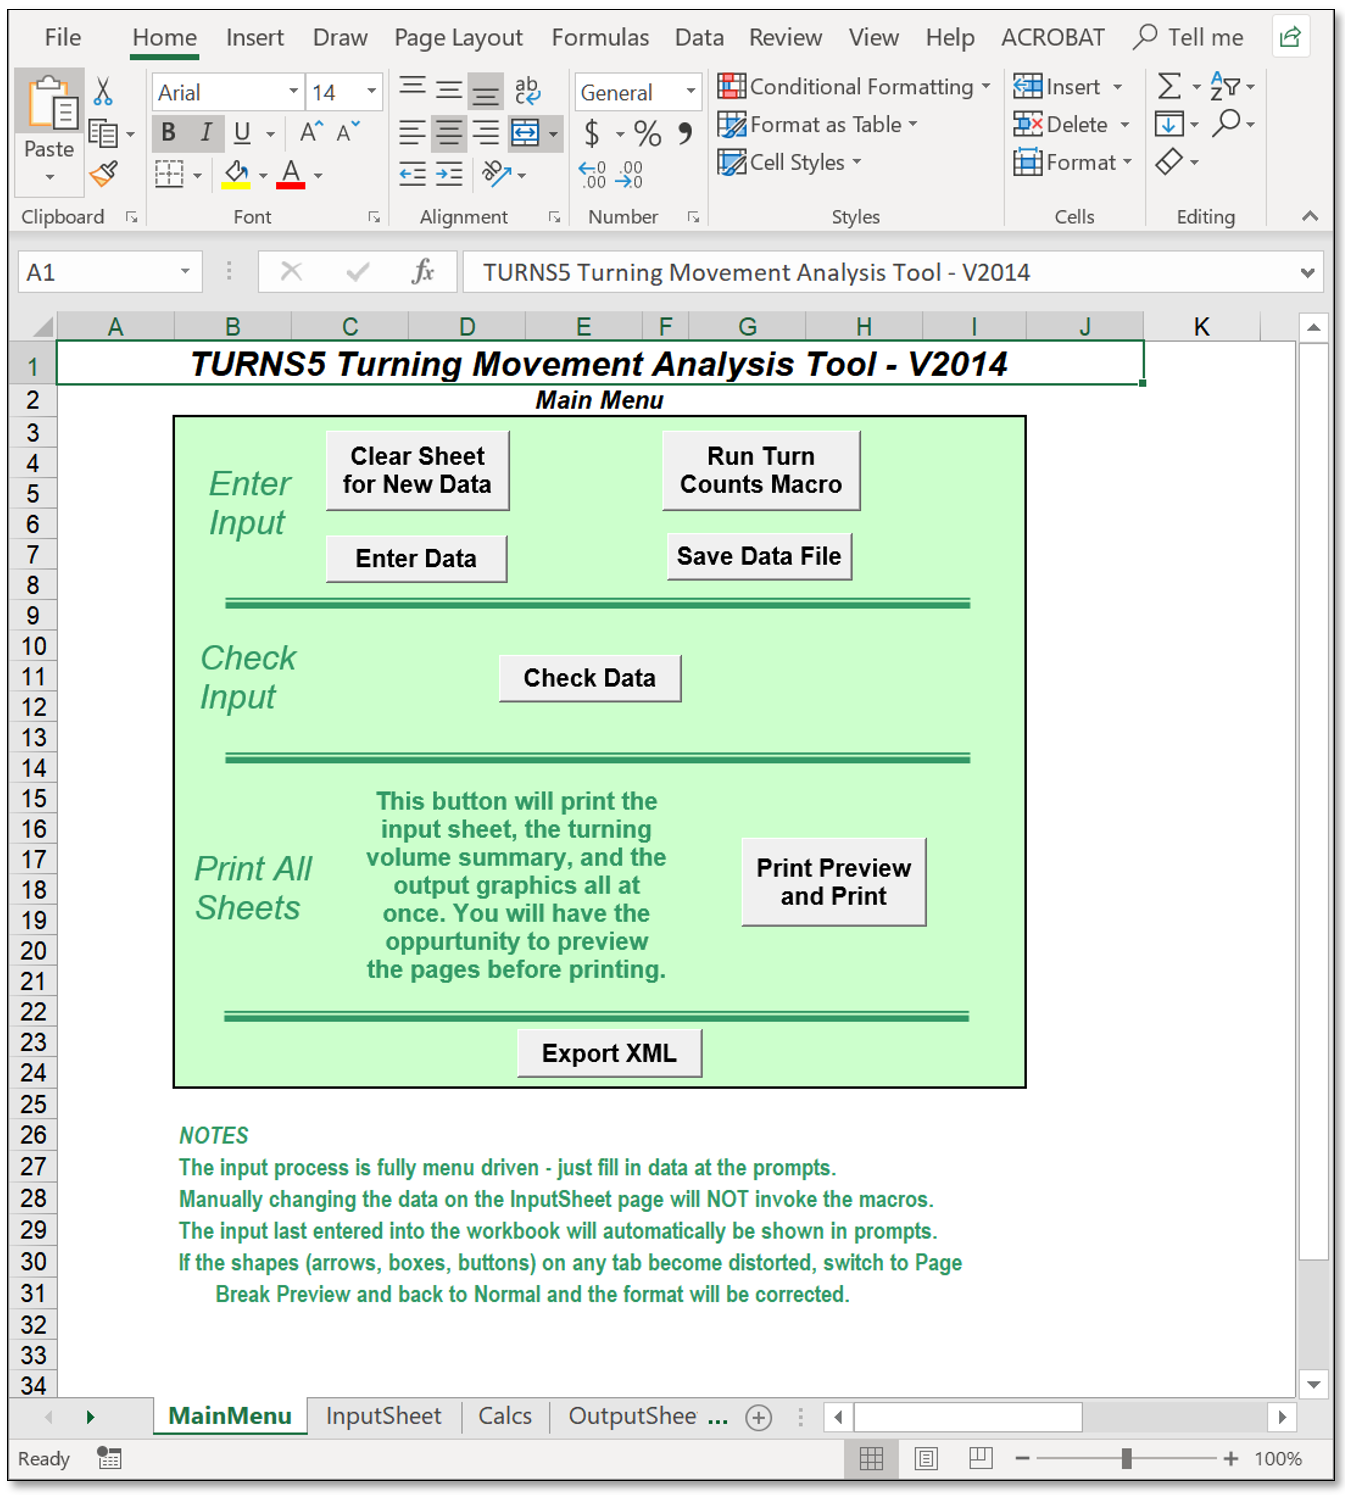 File Home Insert Draw Page Layout Formulas Data Review View Help ACROBAT Tell me
Paste
Clipboard
Arial 14
B I U A A A
Font
ab
c
Alignment
General
$ % 9
.0 .00
.00 .0
Number
Conditional Formatting
Format as Table
Cell Styles
Styles
Insert
Delete
Format
Cells
Σ A
Z
Editing
A1 fx TURNS5 Turning Movement Analysis Tool - V2014
A B C D E F G H I J K
1 TURNS5 Turning Movement Analysis Tool - V2014
2 Main Menu
3
4
5
6
7
8
9
10
11
12
13
14
15
16
17
18
19
20
21
22
23
24
25
26
27
28
29
30
31
32
33
34
Enter
Input
Clear Sheet
for New Data
Run Turn
Counts Macro
Enter Data
Save Data File
Check
Input
Check Data
Print All
Sheets
This button will print the
input sheet, the turning
volume summary, and the
output graphics all at
once. You will have the
oppurtunity to preview
the pages before printing.
Print Preview
and Print
Export XML
NOTES
The input process is fully menu driven - just fill in data at the prompts.
Manually changing the data on the InputSheet page will NOT invoke the macros.
The input last entered into the workbook will automatically be shown in prompts.
If the shapes (arrows, boxes, buttons) on any tab become distorted, switch to Page
Break Preview and back to Normal and the format will be corrected.
MainMenu InputSheet Calcs OutputShee ...
Ready 100%